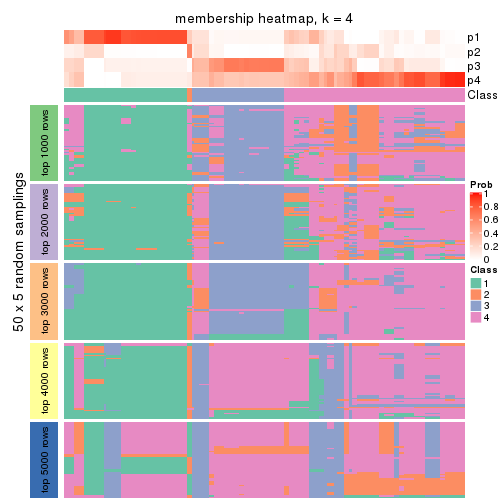 membership heatmap, k = 4
p1
p2
p3
p4
Class
50 x 5 random samplings
top 1000 rows
top 2000 rows
top 3000 rows
top 4000 rows
top 5000 rows
Prob
1
0.8
0.6
0.4
0.2
0
Class
1
2
3
4